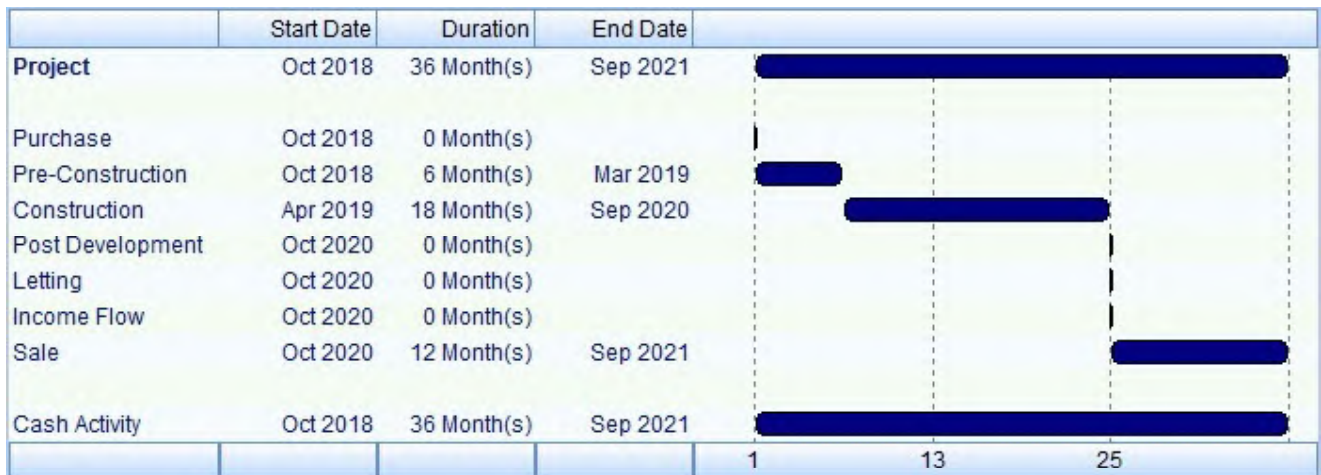 Start Date Duration End Date
Project Oct 2018 36 Month(s) Sep 2021
Purchase Oct 2018 0 Month(s)
Pre-Construction Oct 2018 6 Month(s) Mar 2019
Construction Apr 2019 18 Month(s) Sep 2020
Post Development Oct 2020 0 Month(s)
Letting Oct 2020 0 Month(s)
Income Flow Oct 2020 0 Month(s)
Sale Oct 2020 12 Month(s) Sep 2021
Cash Activity Oct 2018 36 Month(s) Sep 2021
1 13 25